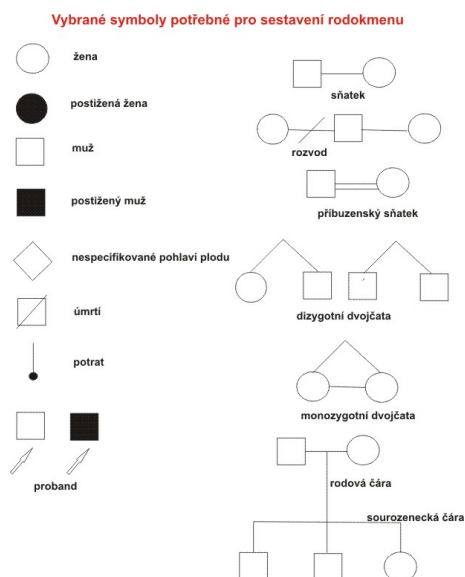 Vybrané symboly potřebné pro sestavení rodokmenu
žena
postižená žena
muž
postižený muž
nespecifikované pohlaví plodu
úmrtí
potrat
proband
sňatek
rozvod
příbuzenský sňatek
dizygotní dvojčata
monozygotní dvojčata
rodová čára
sourozenecká čára